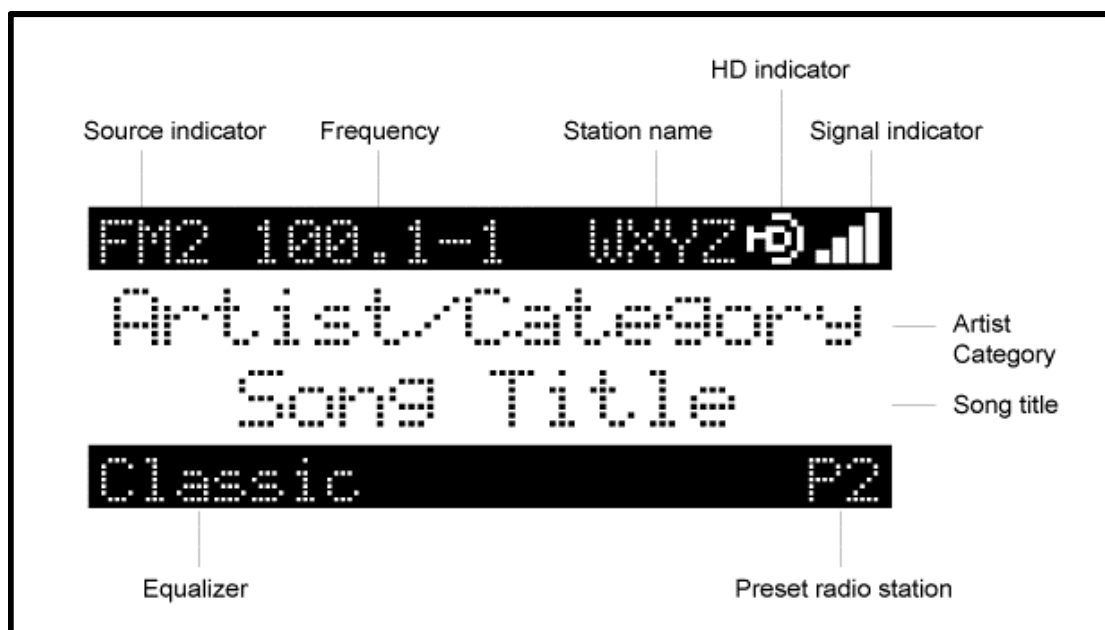 HD indicator
Source indicator Frequency Station name Signal indicator
FM2 100.1-1 WXYZ HD
Artist/Category
Artist
Category
Song Title
Song title
Classic P2
Equalizer Preset radio station